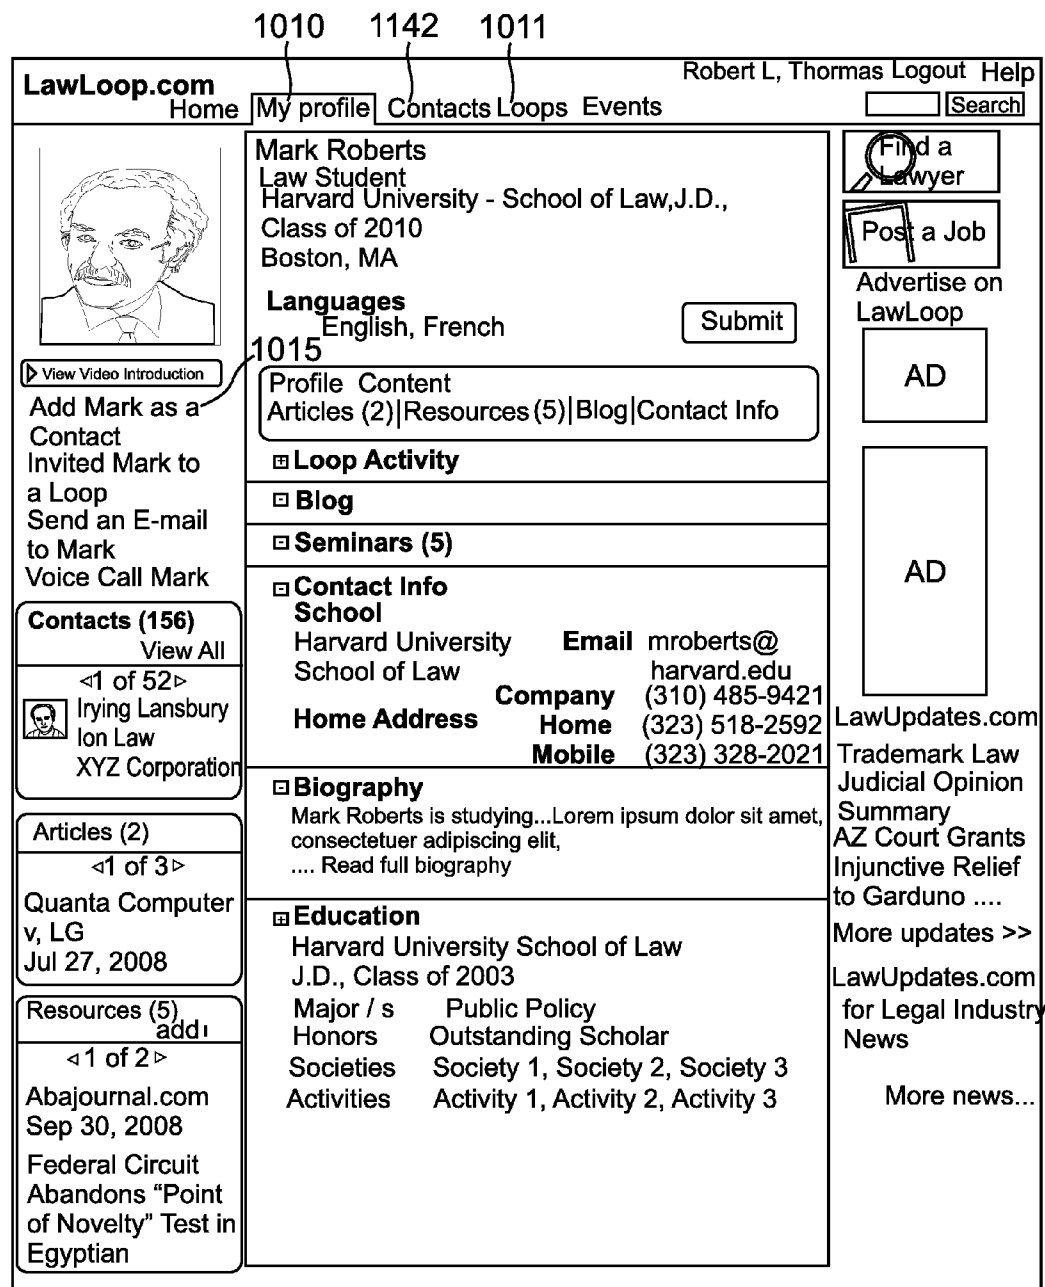 1010 1142 1011
LawLoop.com
Robert L, Thormas Logout Help
Home My profile Contacts Loops Events
Search
Mark Roberts
Law Student
Harvard University - School of Law,J.D.,
Class of 2010
Boston, MA
Languages
English, French
Submit
1015
View Video Introduction
Add Mark as a
Contact
Invited Mark to
a Loop
Send an E-mail
to Mark
Voice Call Mark
Contacts (156)
View All
1 of 52
Irying Lansbury
Ion Law
XYZ Corporation
Articles (2)
1 of 3
Quanta Computer
v, LG
Jul 27, 2008
Resources (5)
add
1 of 2
Abajournal.com
Sep 30, 2008
Federal Circuit
Abandons “Point
of Novelty” Test in
Egyptian
Profile Content
Articles (2)|Resources (5)|Blog|Contact Info
Loop Activity
Blog
Seminars (5)
Contact Info
School
Harvard University Email mroberts@
School of Law harvard.edu
Company (310) 485-9421
Home Address Home (323) 518-2592
Mobile (323) 328-2021
Biography
Mark Roberts is studying...Lorem ipsum dolor sit amet,
consectetuer adipiscing elit,
.... Read full biography
Education
Harvard University School of Law
J.D., Class of 2003
Major / s Public Policy
Honors Outstanding Scholar
Societies Society 1, Society 2, Society 3
Activities Activity 1, Activity 2, Activity 3
Find a
Lawyer
Post a Job
Advertise on
LawLoop
AD
AD
LawUpdates.com
Trademark Law
Judicial Opinion
Summary
AZ Court Grants
Injunctive Relief
to Garduno ....
More updates >>
LawUpdates.com
for Legal Industry
News
More news...